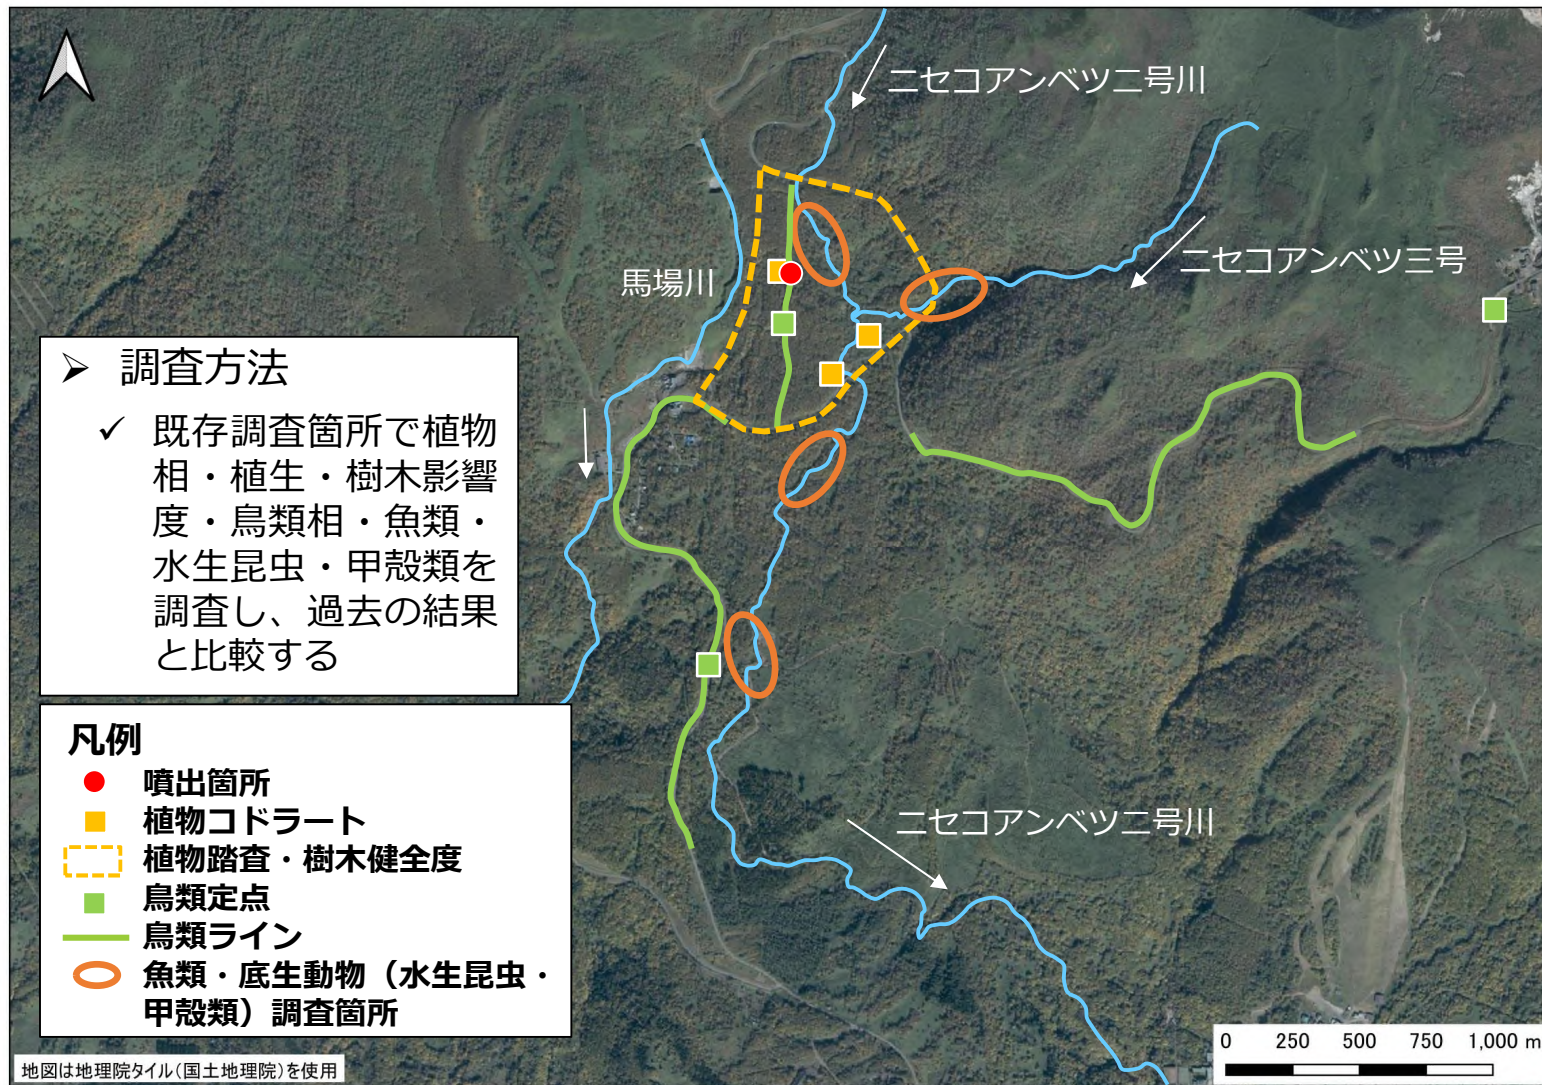 ニセコアンベツ二号川
ニセコアンベツ三号
馬場川
➢ 調査方法
✓ 既存調査箇所で植物
相・植生・樹木影響
度・鳥類相・魚類・
水生昆虫・甲殻類を
調査し、過去の結果
と比較する
凡例
噴出箇所
植物コドラート
植物踏査・樹木健全度
鳥類定点
鳥類ライン
魚類・底生動物（水生昆虫・
甲殻類）調査箇所
ニセコアンベツ二号川
0 250 500 750 1,000 m
地図は地理院タイル(国土地理院)を使用